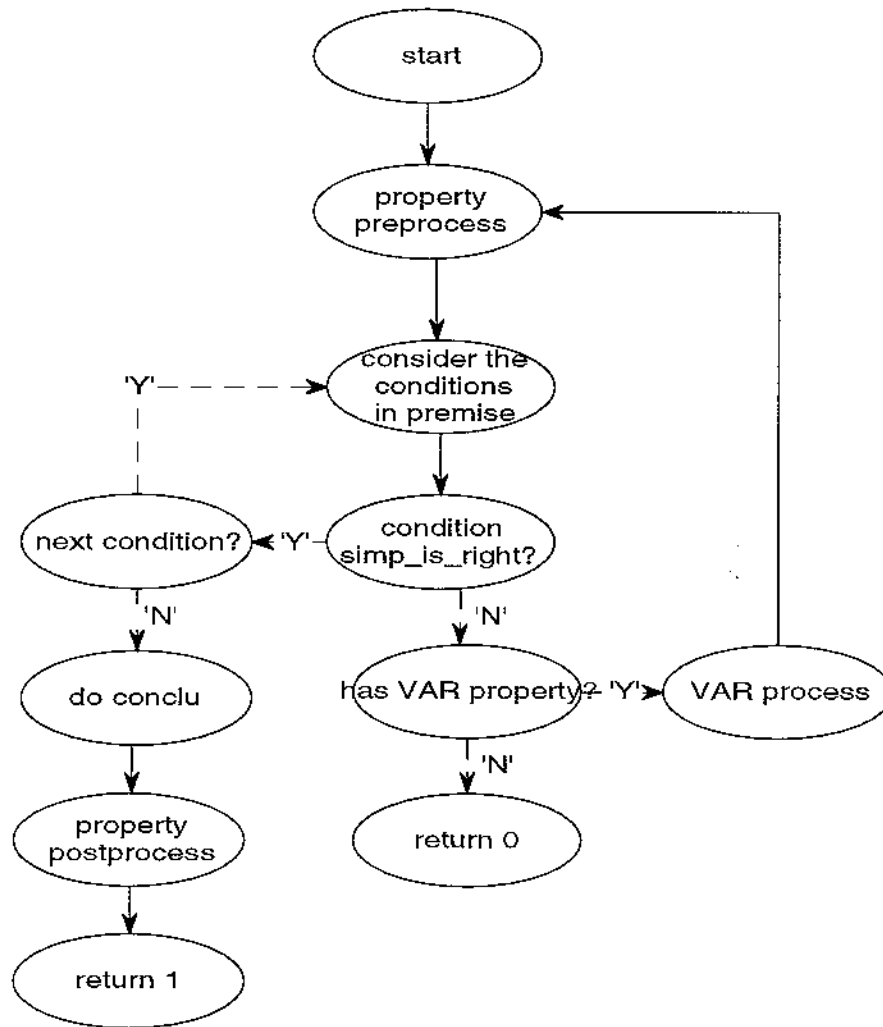 start
property
preprocess
consider the
conditions
in premise
'Y'
next condition?
'Y'
condition
simp_is_right?
'N'
'N'
do conclu
has VAR property?
'Y'
VAR process
'N'
property
postprocess
return 0
return 1